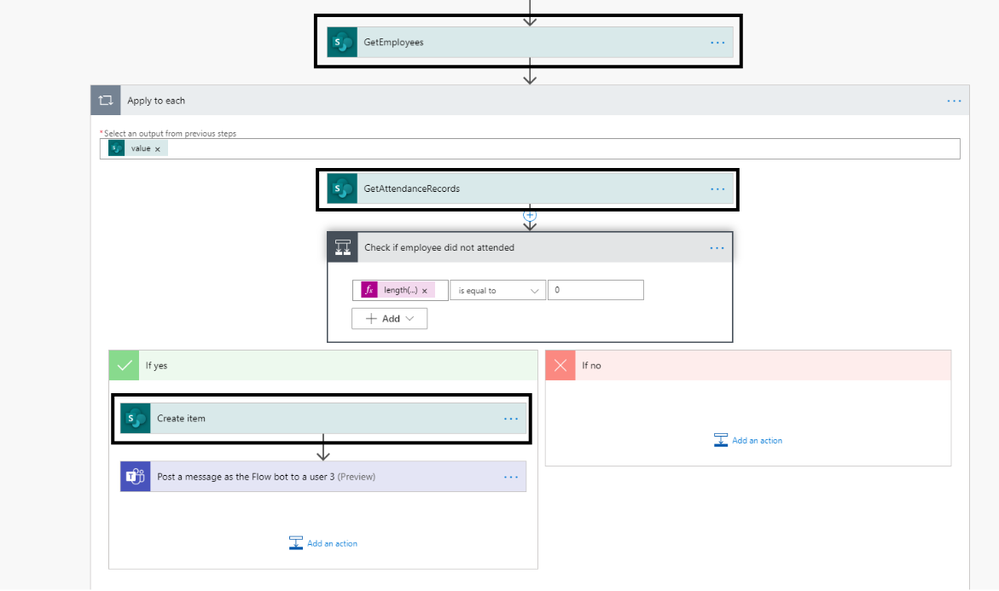 GetEmployees
Apply to each
*Select an output from previous steps
value ×
GetAttendanceRecords
Check if employee did not attended
fx length(...) × is equal to 0
+ Add
If yes
If no
Create item
Add an action
Post a message as the Flow bot to a user 3 (Preview)
Add an action